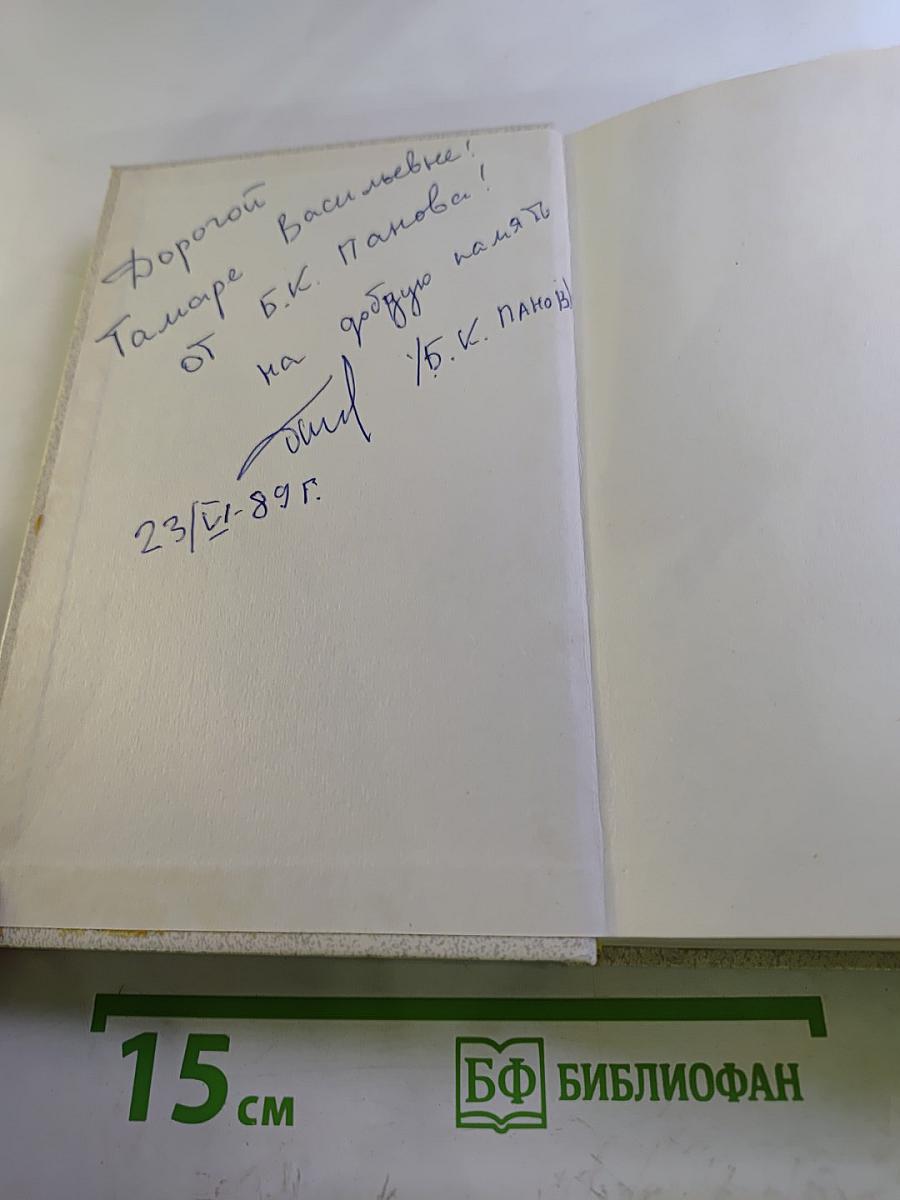 Дорогой
Тамаре Васильевне!
от Б.К. Панова!
на добрую память
/Б.К. ПАНОВ/
23/VI-89 г.
15 см
БФ БИБЛИОФАН